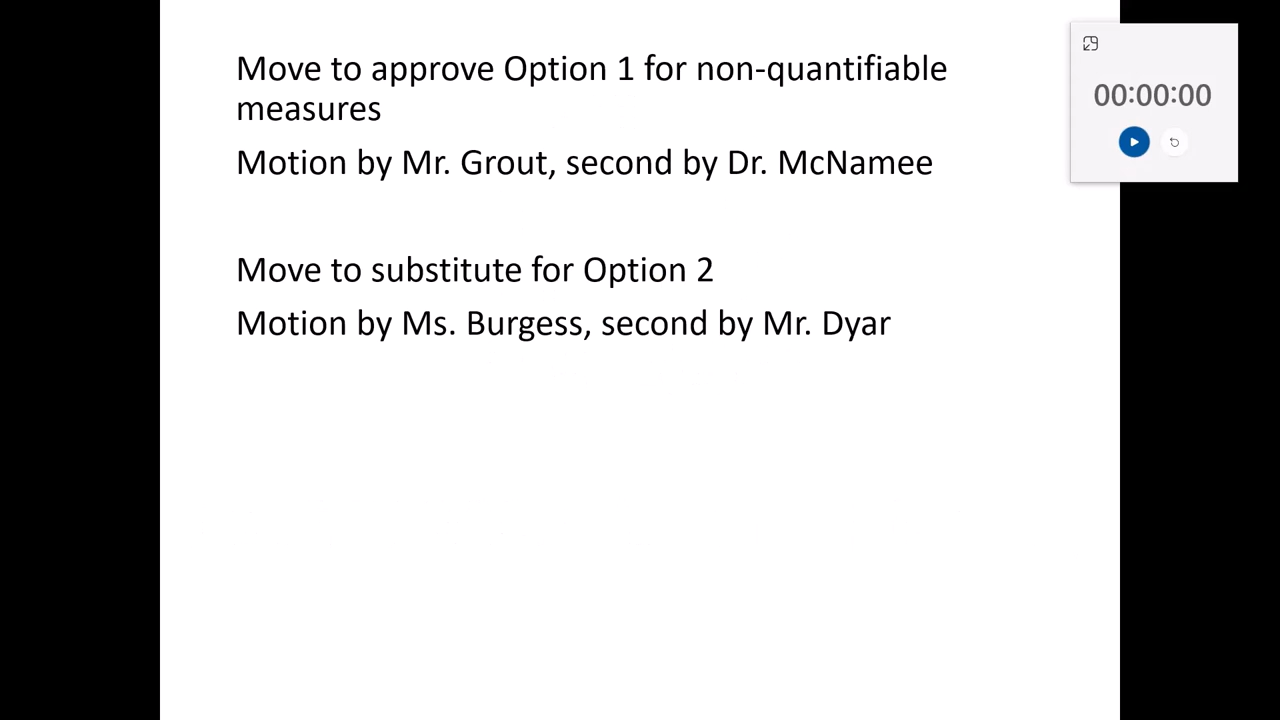 Move to approve Option 1 for non-quantifiable
measures
Motion by Mr. Grout, second by Dr. McNamee
Move to substitute for Option 2
Motion by Ms. Burgess, second by Mr. Dyar
00:00:00